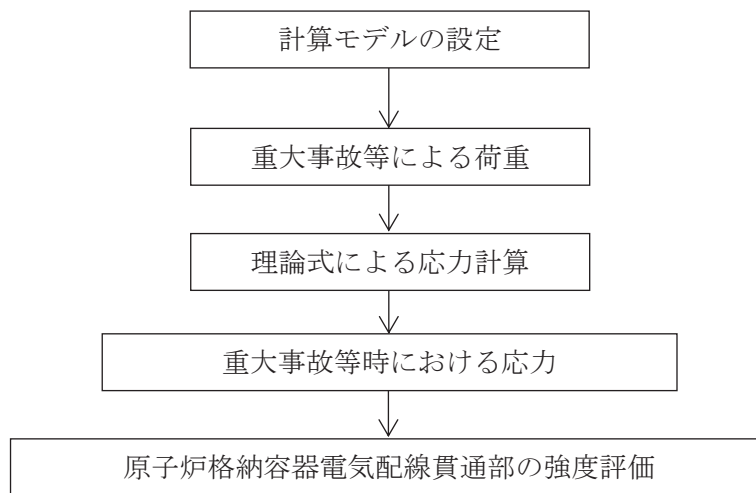 計算モデルの設定
重大事故等による荷重
理論式による応力計算
重大事故等時における応力
原子炉格納容器電気配線貫通部の強度評価